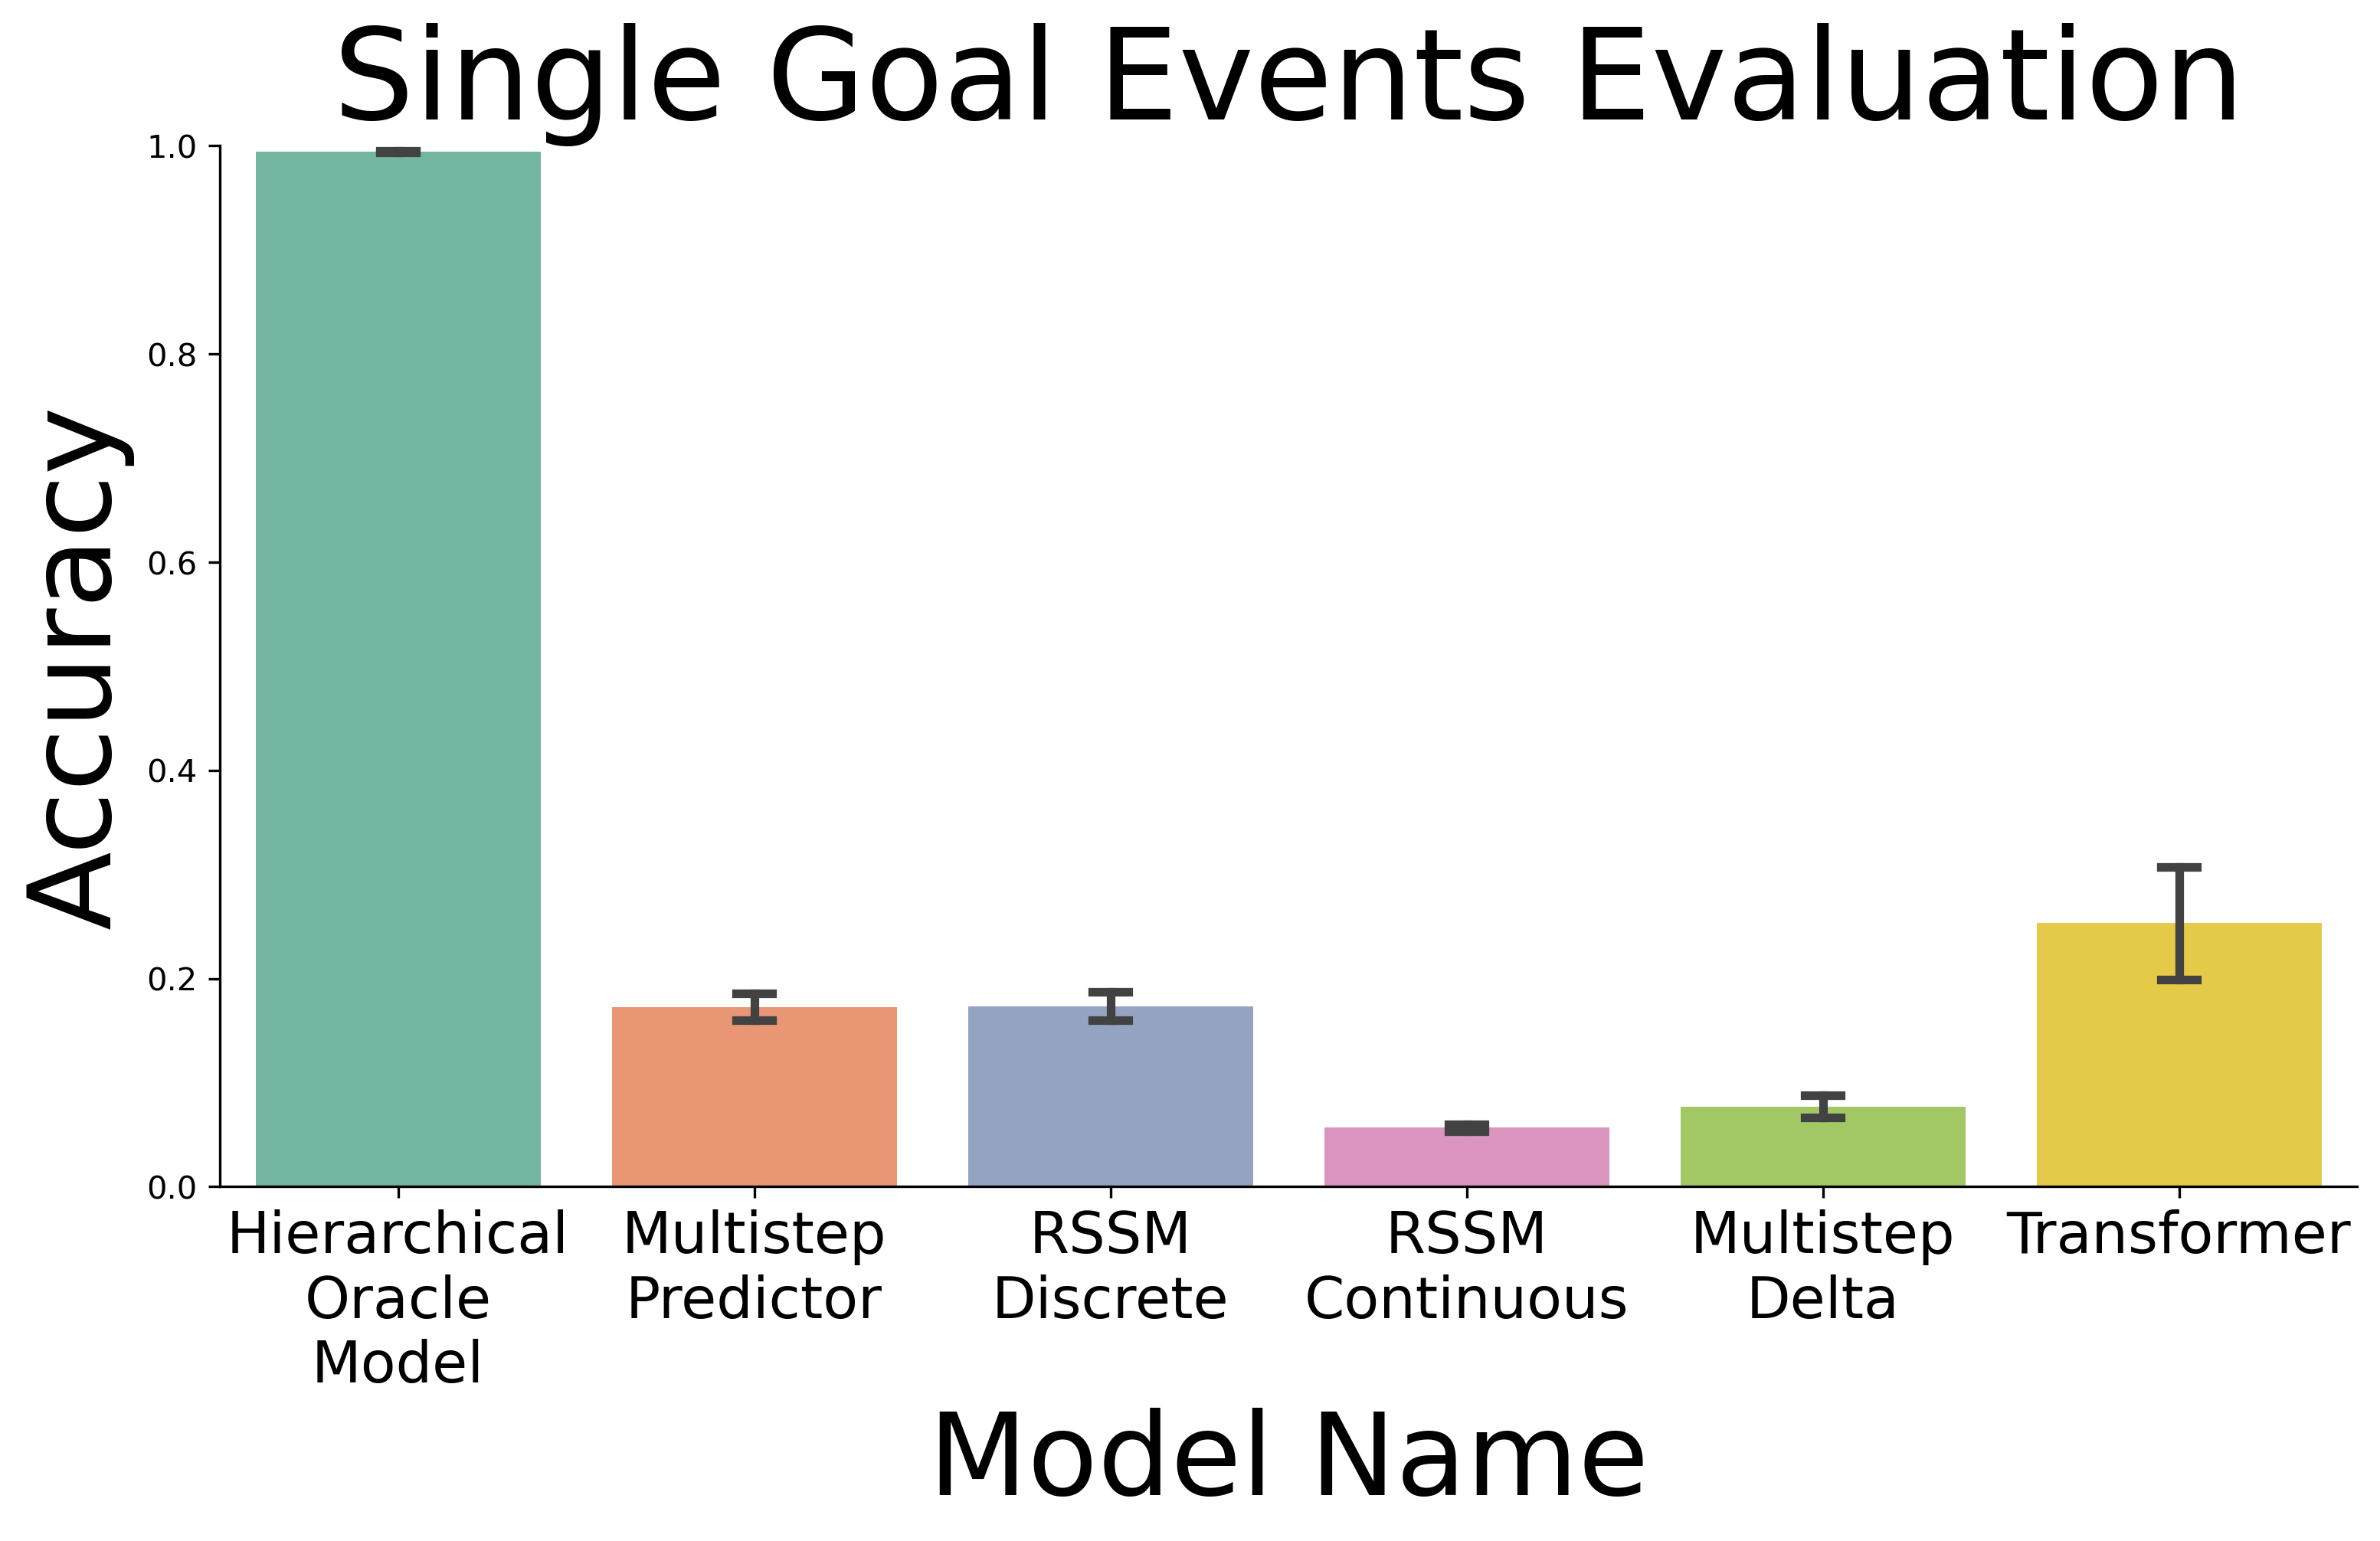 Single Goal Events Evaluation
Accuracy
1.0
0.8
0.6
0.4
0.2
0.0
Hierarchical
Oracle
Model
Multistep
Predictor
RSSM
Discrete
RSSM
Continuous
Multistep
Delta
Transformer
Model Name